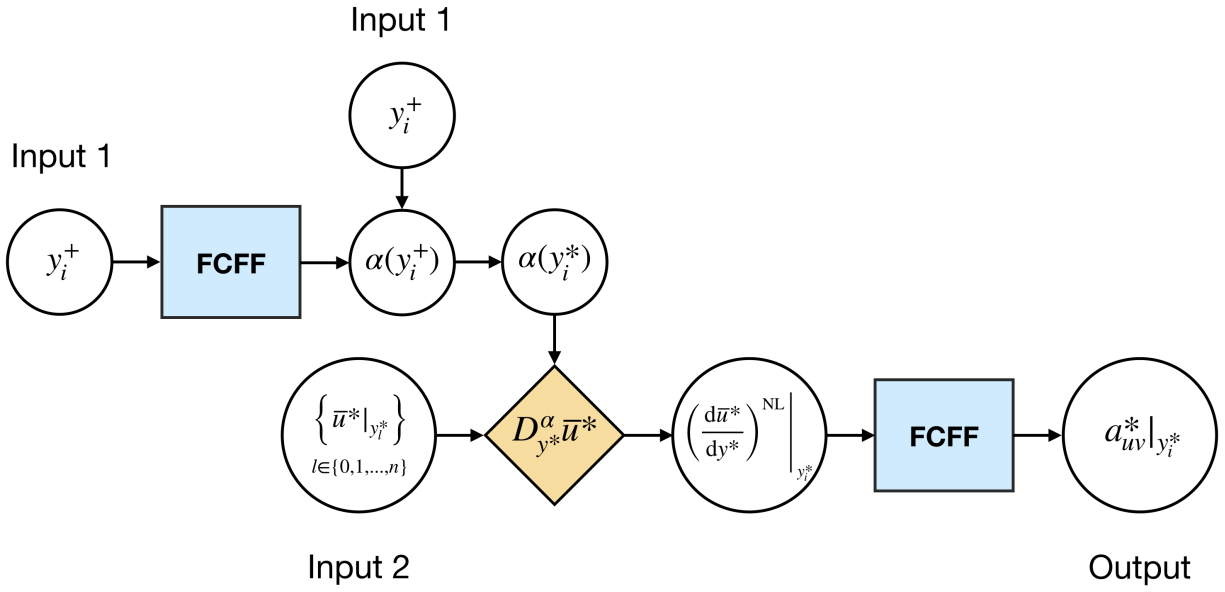 Input 1
y_i^+
Input 1
y_i^+
FCFF
α(y_i^+)
α(y_i^*)
{u̅*|_{y_l^*}}
l∈{0,1,...,n}
D_{y*}^α u̅*
(du̅*/dy*)^{NL}|_{y_i^*}
FCFF
a_{uv}^*|_{y_i^*}
Input 2
Output